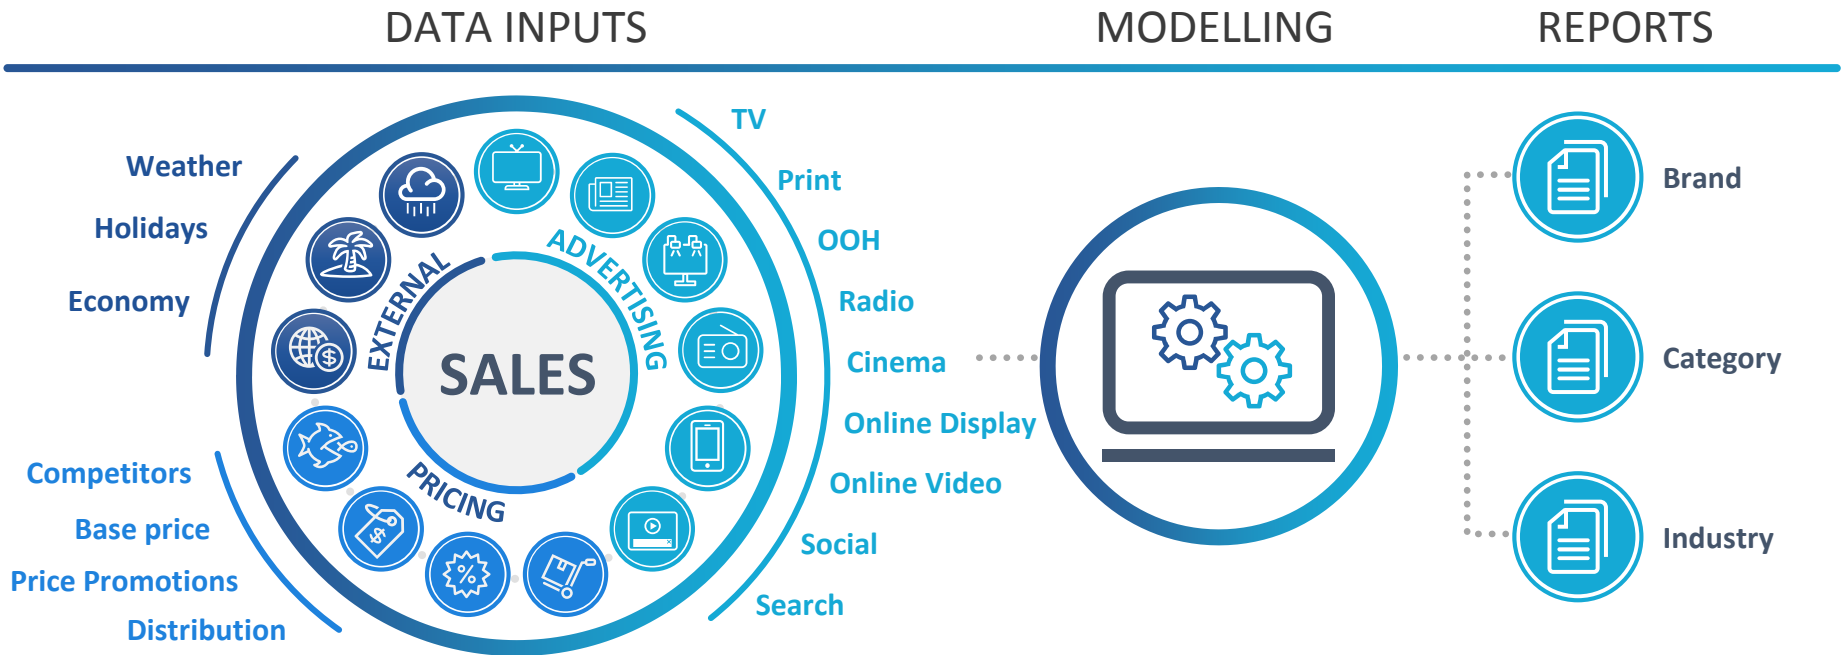 DATA INPUTS
MODELLING
REPORTS
Weather
Holidays
Economy
Competitors
Base price
Price Promotions
Distribution
EXTERNAL
ADVERTISING
PRICING
SALES
$
$
%
TV
Print
OOH
Radio
Cinema
Online Display
Online Video
Social
Search
Brand
Category
Industry